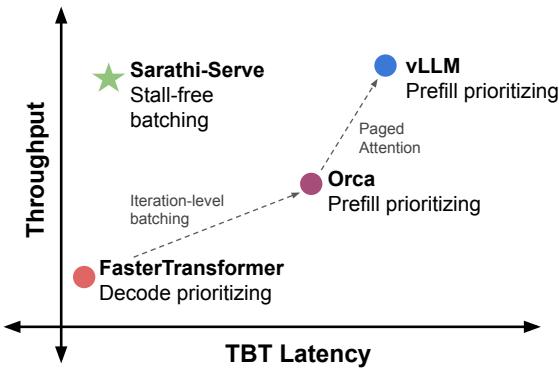 Sarathi-Serve
Stall-free
batching
vLLM
Prefill prioritizing
Paged
Attention
Orca
Prefill prioritizing
Iteration-level
batching
FasterTransformer
Decode prioritizing
Throughput
TBT Latency